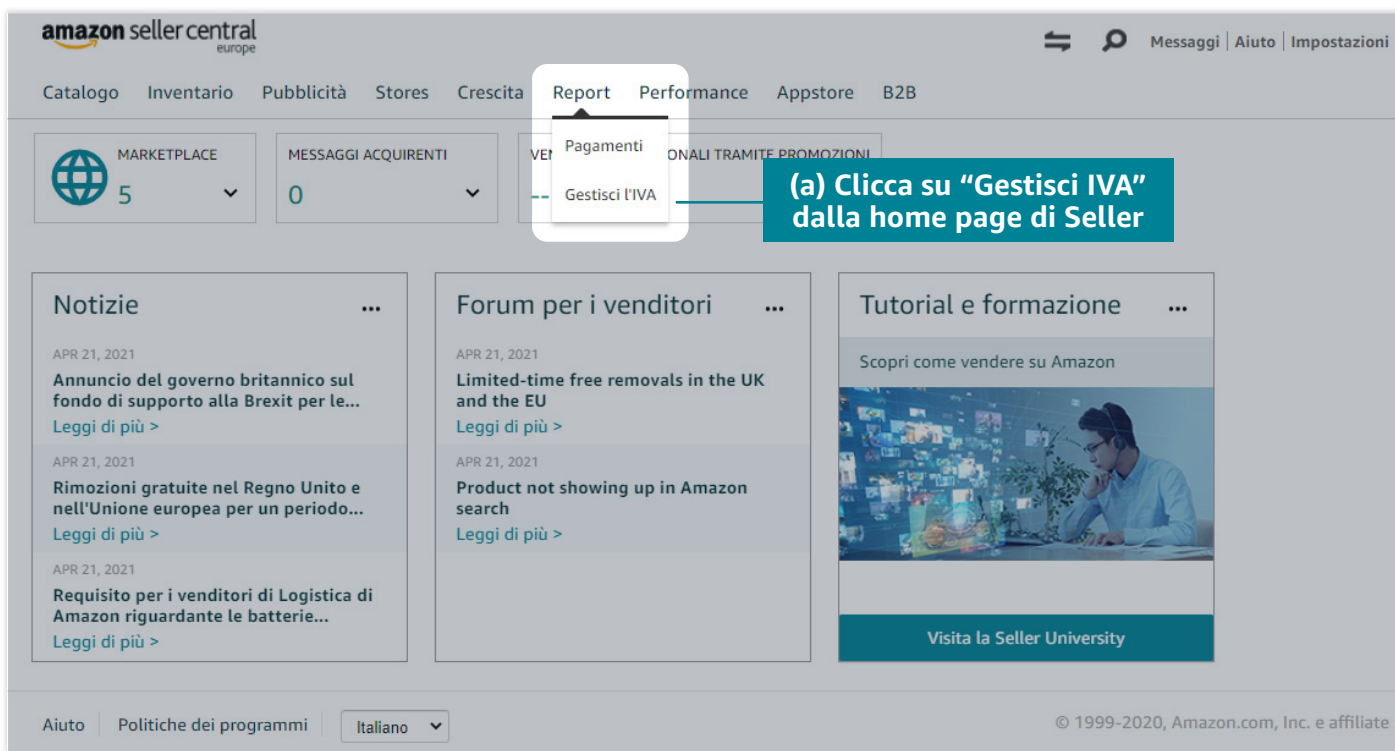 amazon seller central
europe
Messaggi | Aiuto | Impostazioni
Catalogo Inventario Pubblicità Stores Crescita Report Performance Appstore B2B
MARKETPLACE
5
MESSAGGI ACQUIRENTI
0
ONALI TRAMITE PROMOZIONI
--
Pagamenti
Gestisci l'IVA
(a) Clicca su “Gestisci IVA”
dalla home page di Seller
Notizie ...
APR 21, 2021
Annuncio del governo britannico sul
fondo di supporto alla Brexit per le...
Leggi di più >
APR 21, 2021
Rimozioni gratuite nel Regno Unito e
nell'Unione europea per un periodo...
Leggi di più >
APR 21, 2021
Requisito per i venditori di Logistica di
Amazon riguardante le batterie...
Leggi di più >
Forum per i venditori ...
APR 21, 2021
Limited-time free removals in the UK
and the EU
Leggi di più >
APR 21, 2021
Product not showing up in Amazon
search
Leggi di più >
Tutorial e formazione ...
Scopri come vendere su Amazon
Visita la Seller University
Aiuto | Politiche dei programmi | Italiano
© 1999-2020, Amazon.com, Inc. e affiliate